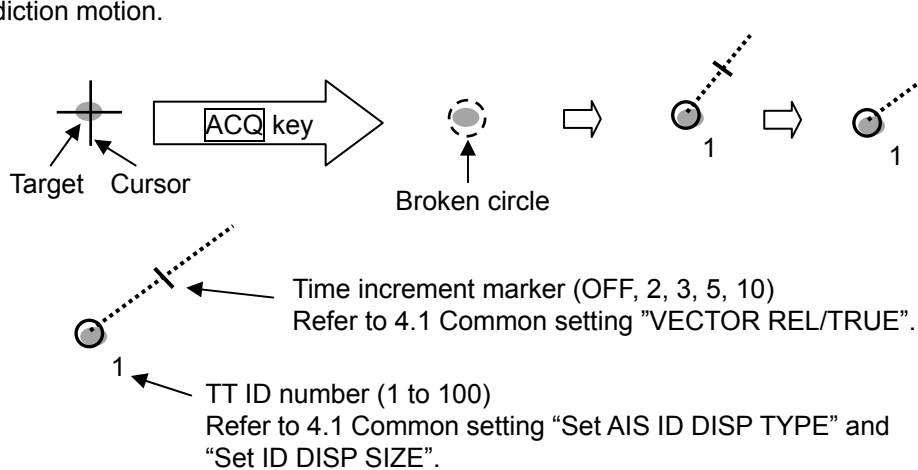 diction motion.
ACQ key
1
1
Target Cursor
Broken circle
Time increment marker (OFF, 2, 3, 5, 10)
Refer to 4.1 Common setting ”VECTOR REL/TRUE”.
1
TT ID number (1 to 100)
Refer to 4.1 Common setting “Set AIS ID DISP TYPE” and
“Set ID DISP SIZE”.